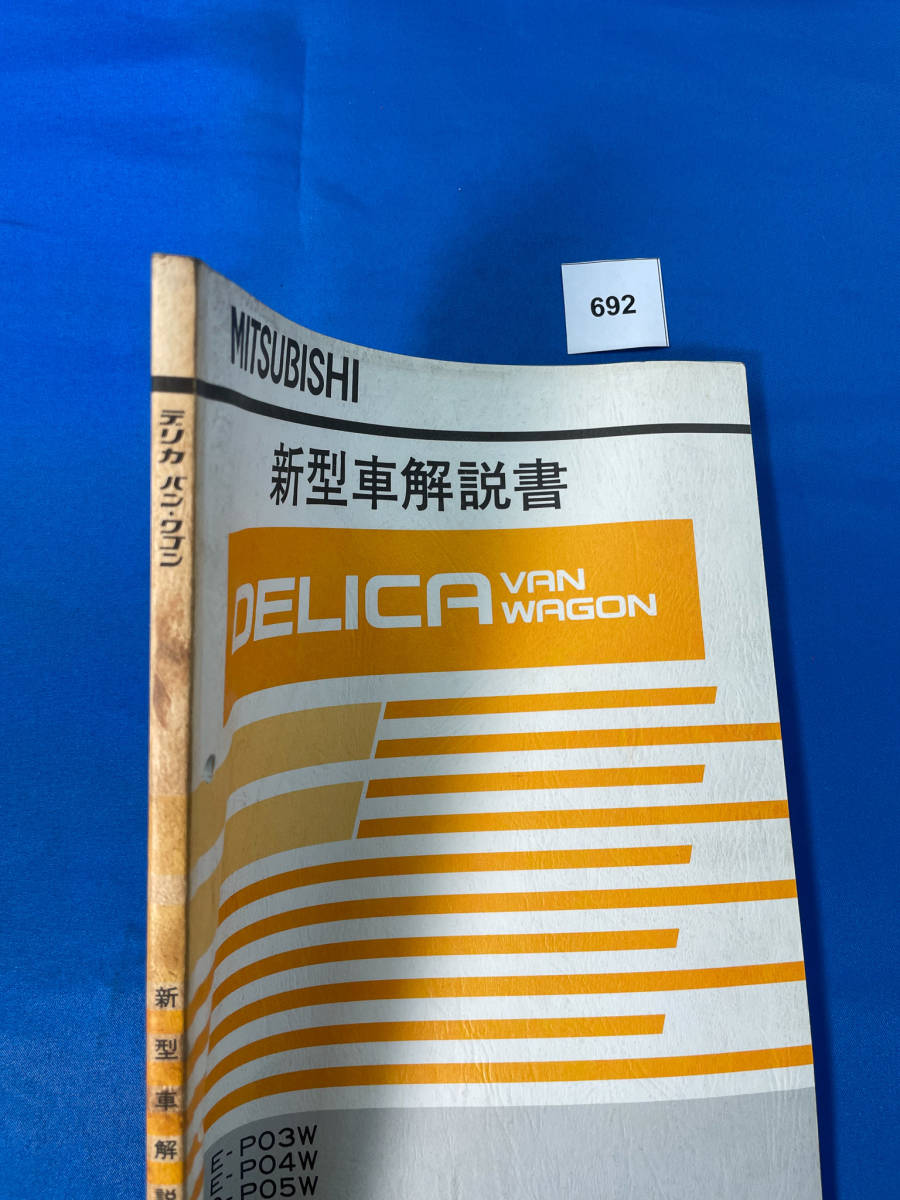 692
MITSUBISHI
新型車解説書
DELICA VAN
WAGON
E-P03W
E-P04W
P05W
デリカ バン・ワゴン
新型車解説